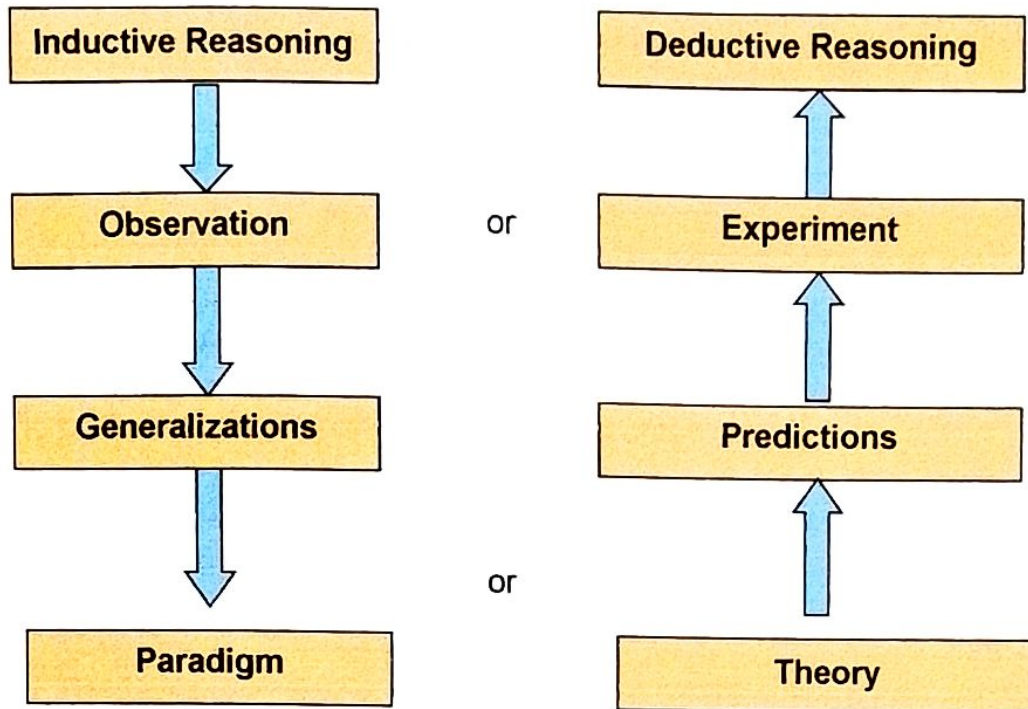 Inductive Reasoning
Deductive Reasoning
Observation
or
Experiment
Generalizations
Predictions
or
Paradigm
Theory